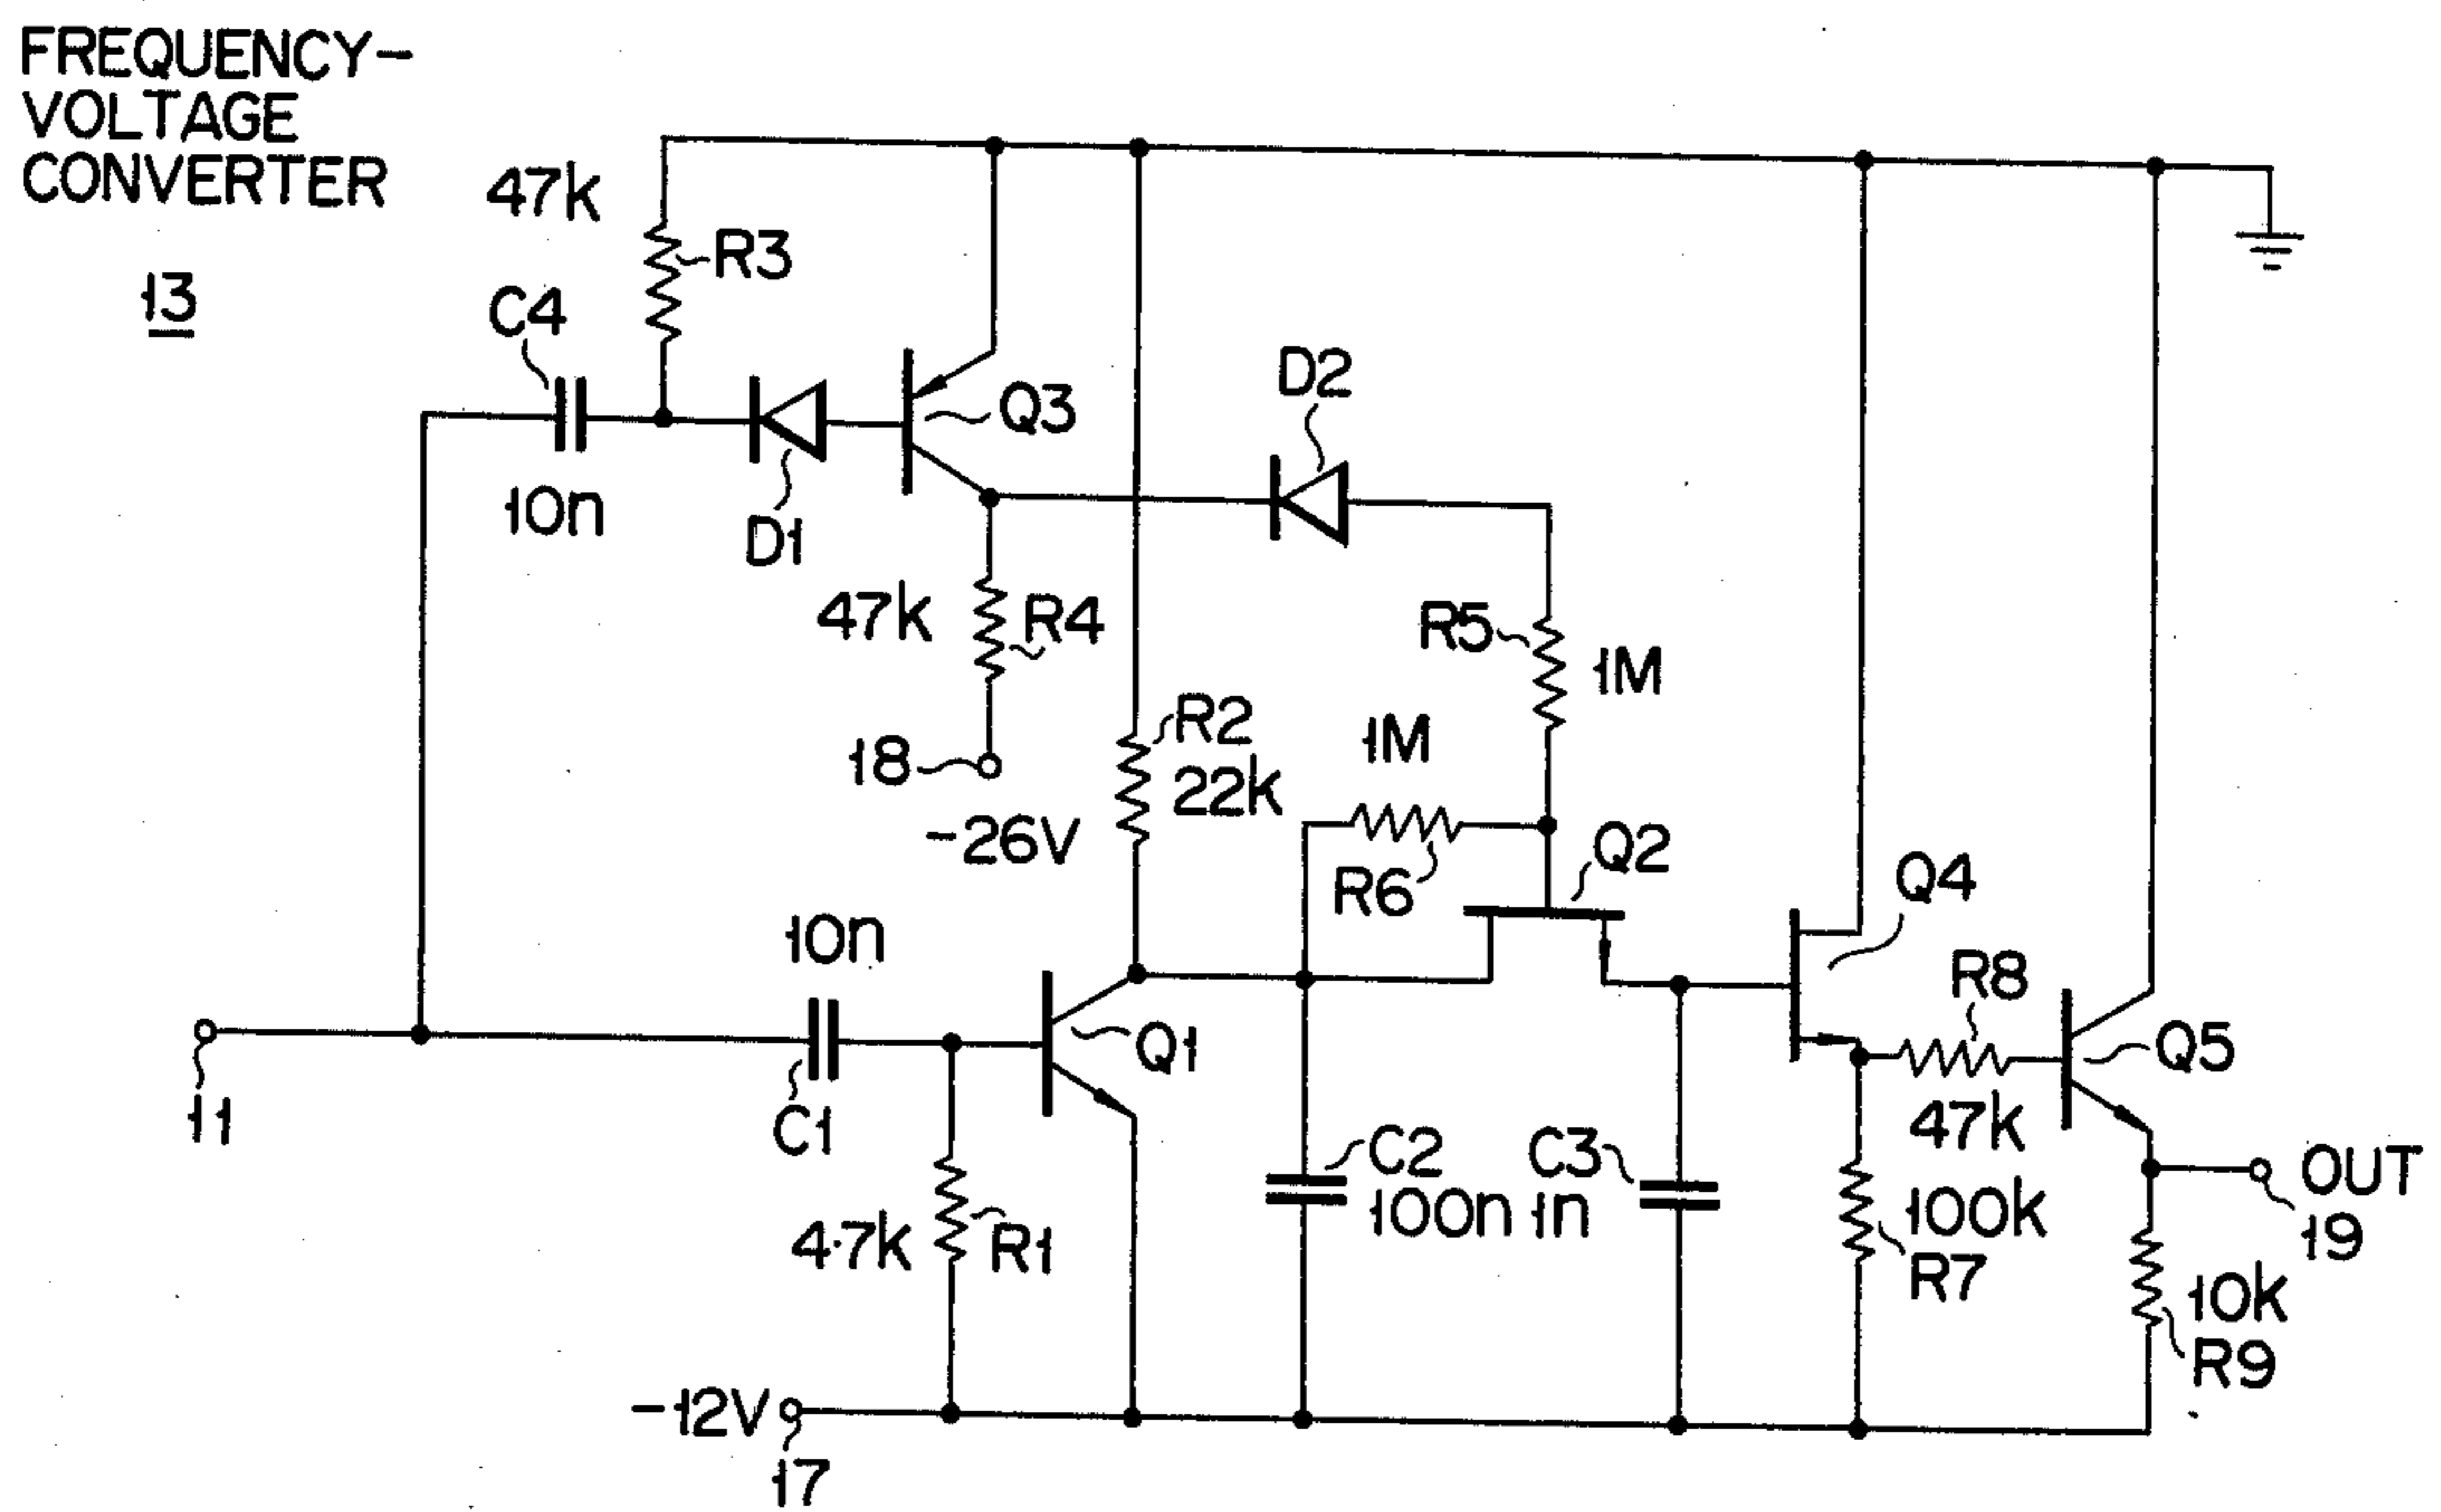 FREQUENCY-
VOLTAGE
CONVERTER
13
47k
R3
C4
10n
D1
Q3
D2
47k
R4
18
-26V
R2
22k
R5
1M
1M
R6
Q2
Q4
10n
C1
Q1
11
4.7k
R1
C2
100n
C3
1n
R8
47k
Q5
100k
R7
OUT
19
10k
R9
-12V
17